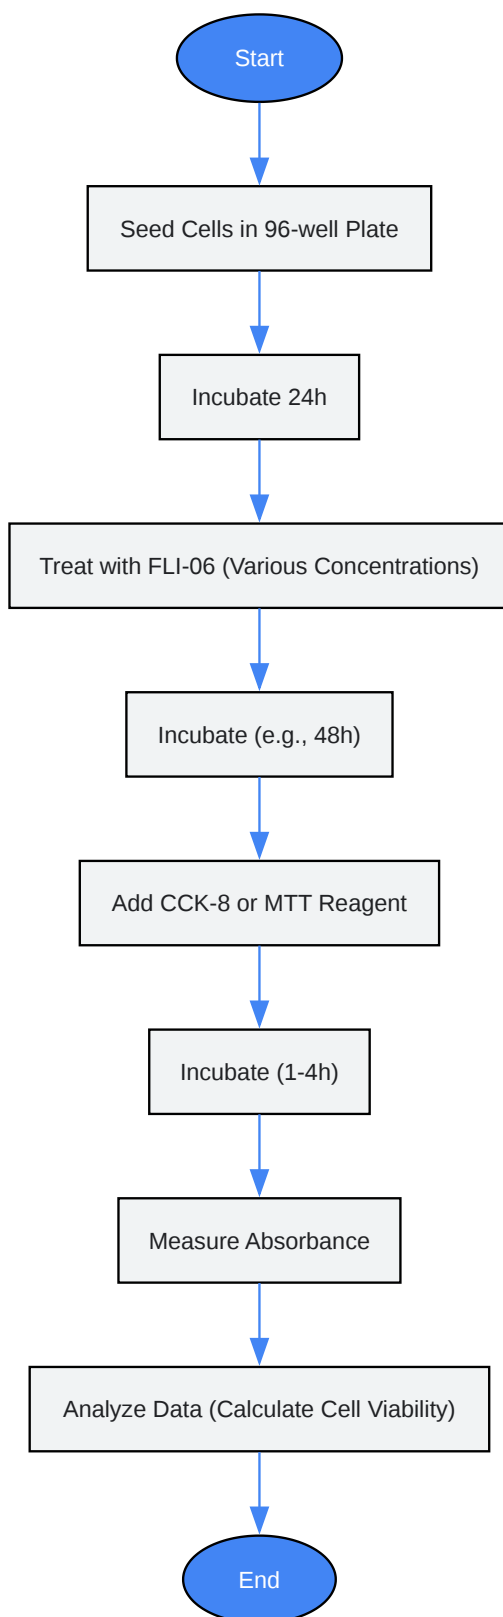 Start
Seed Cells in 96-well Plate
Incubate 24h
Treat with FLI-06 (Various Concentrations)
Incubate (e.g., 48h)
Add CCK-8 or MTT Reagent
Incubate (1-4h)
Measure Absorbance
Analyze Data (Calculate Cell Viability)
End